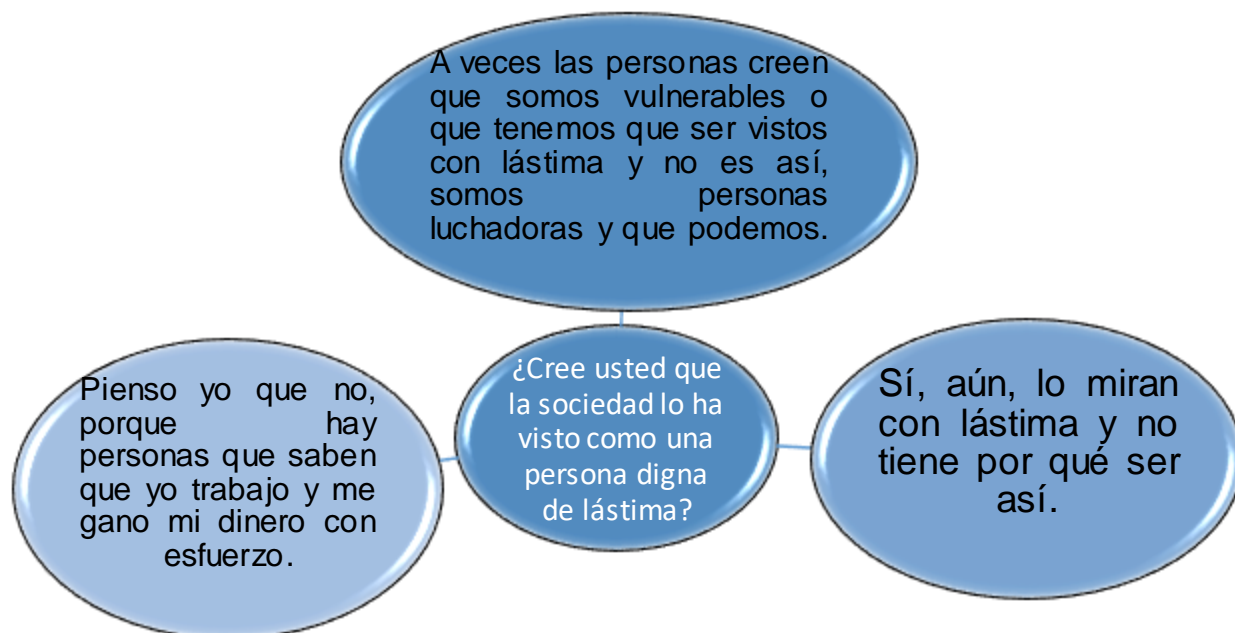 A veces las personas creen
que somos vulnerables o
que tenemos que ser vistos
con lástima y no es así,
somos personas
luchadoras y que podemos.
¿Cree usted que
la sociedad lo ha
visto como una
persona digna
de lástima?
Pienso yo que no,
porque hay
personas que saben
que yo trabajo y me
gano mi dinero con
esfuerzo.
Sí, aún, lo miran
con lástima y no
tiene por qué ser
así.